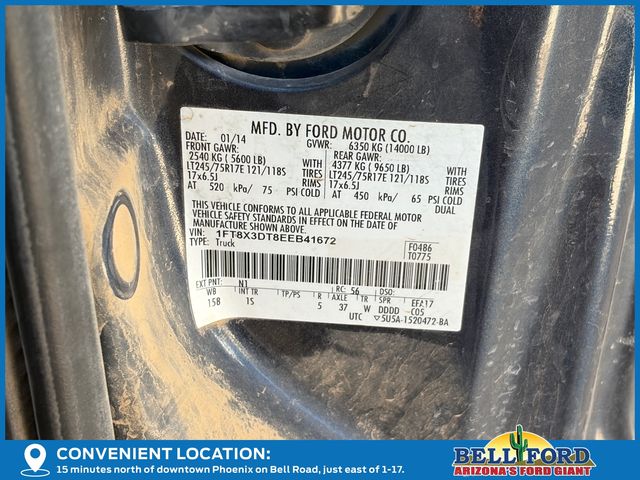 MFD. BY FORD MOTOR CO.
DATE: 01/14 GVWR: 6350 KG (14000 LB)
FRONT GAWR: REAR GAWR:
2540 KG ( 5600 LB) WITH 4377 KG ( 9650 LB) WITH
LT245/75R17E 121/118S TIRES LT245/75R17E 121/118S TIRES
17x6.5J RIMS 17x6.5J RIMS
AT 520 kPa/ 75 PSI COLD AT 450 kPa/ 65 PSI COLD
DUAL
THIS VEHICLE CONFORMS TO ALL APPLICABLE FEDERAL MOTOR
VEHICLE SAFETY STANDARDS IN EFFECT ON THE DATE OF
MANUFACTURE SHOWN ABOVE.
VIN: 1FT8X3DT8EEB41672
TYPE: Truck
F0486
T0775
EXT PNT: N1 RC: 56 DSO:
WB INT TR TP/PS R AXLE TR SPR EFA17
15B 1S 5 37 W DDDD C05
UTC ▽5U5A-1520472-BA
CONVENIENT LOCATION:
15 minutes north of downtown Phoenix on Bell Road, just east of 1-17.
BELL FORD
ARIZONA'S FORD GIANT